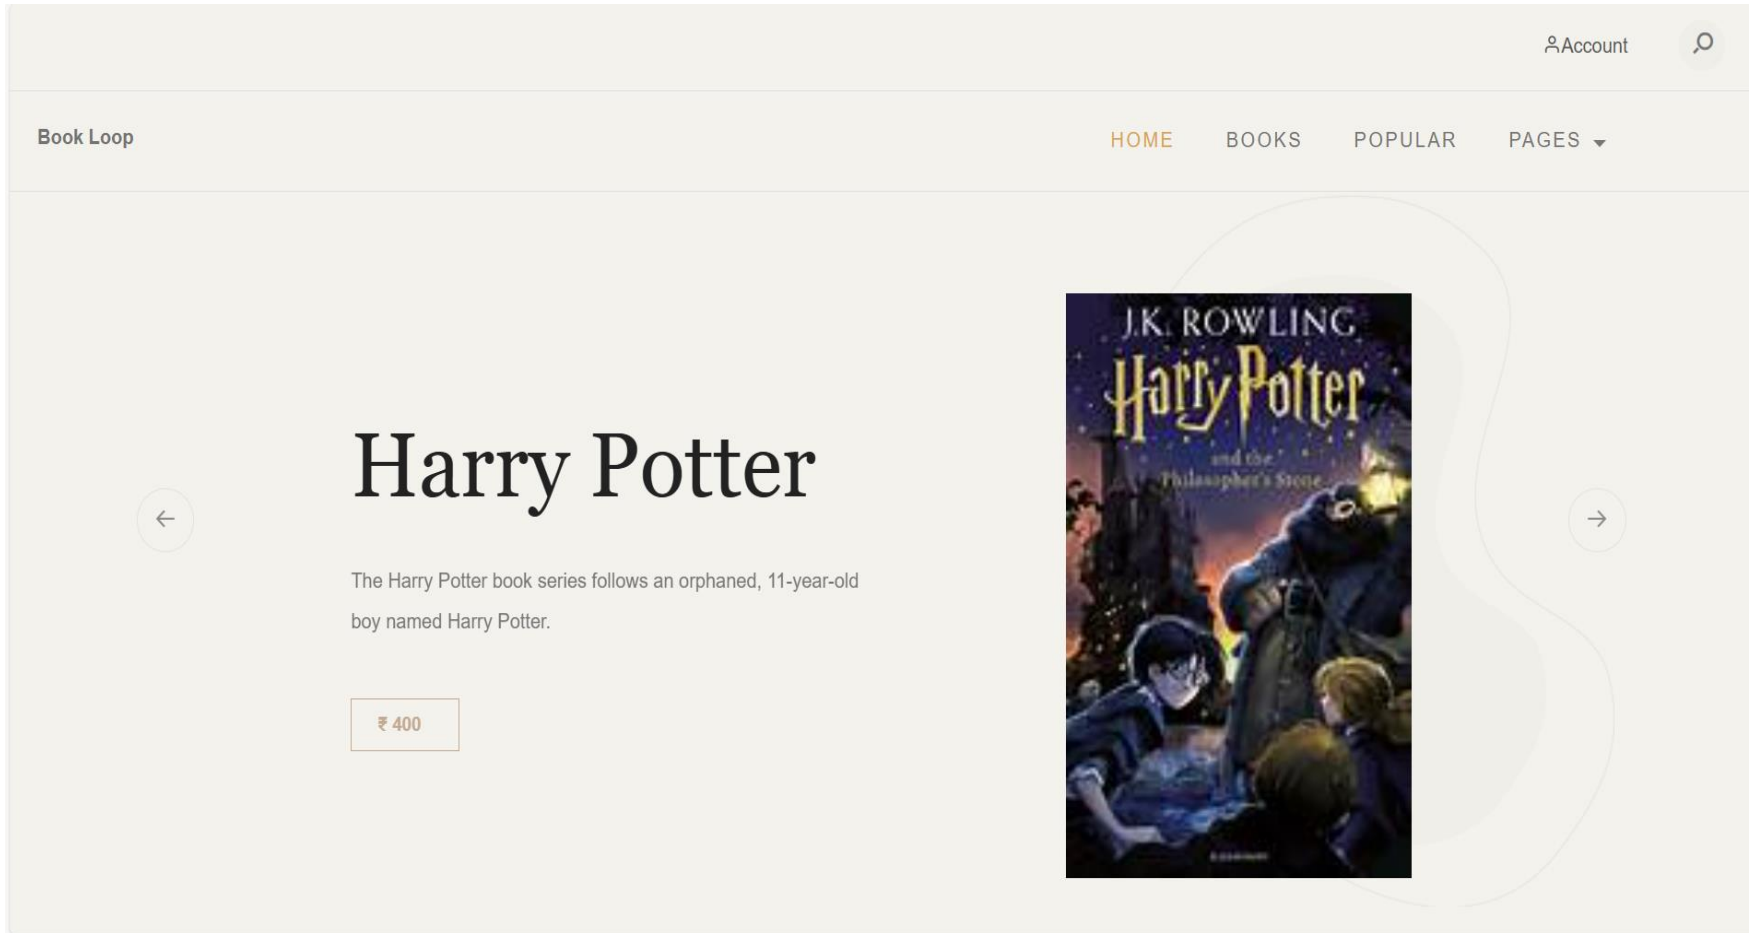 Account
Book Loop
HOME BOOKS POPULAR PAGES
Harry Potter
The Harry Potter book series follows an orphaned, 11-year-old
boy named Harry Potter.
₹ 400
J.K. ROWLING
Harry Potter
and the
Philosopher's Stone
BLOOMSBURY